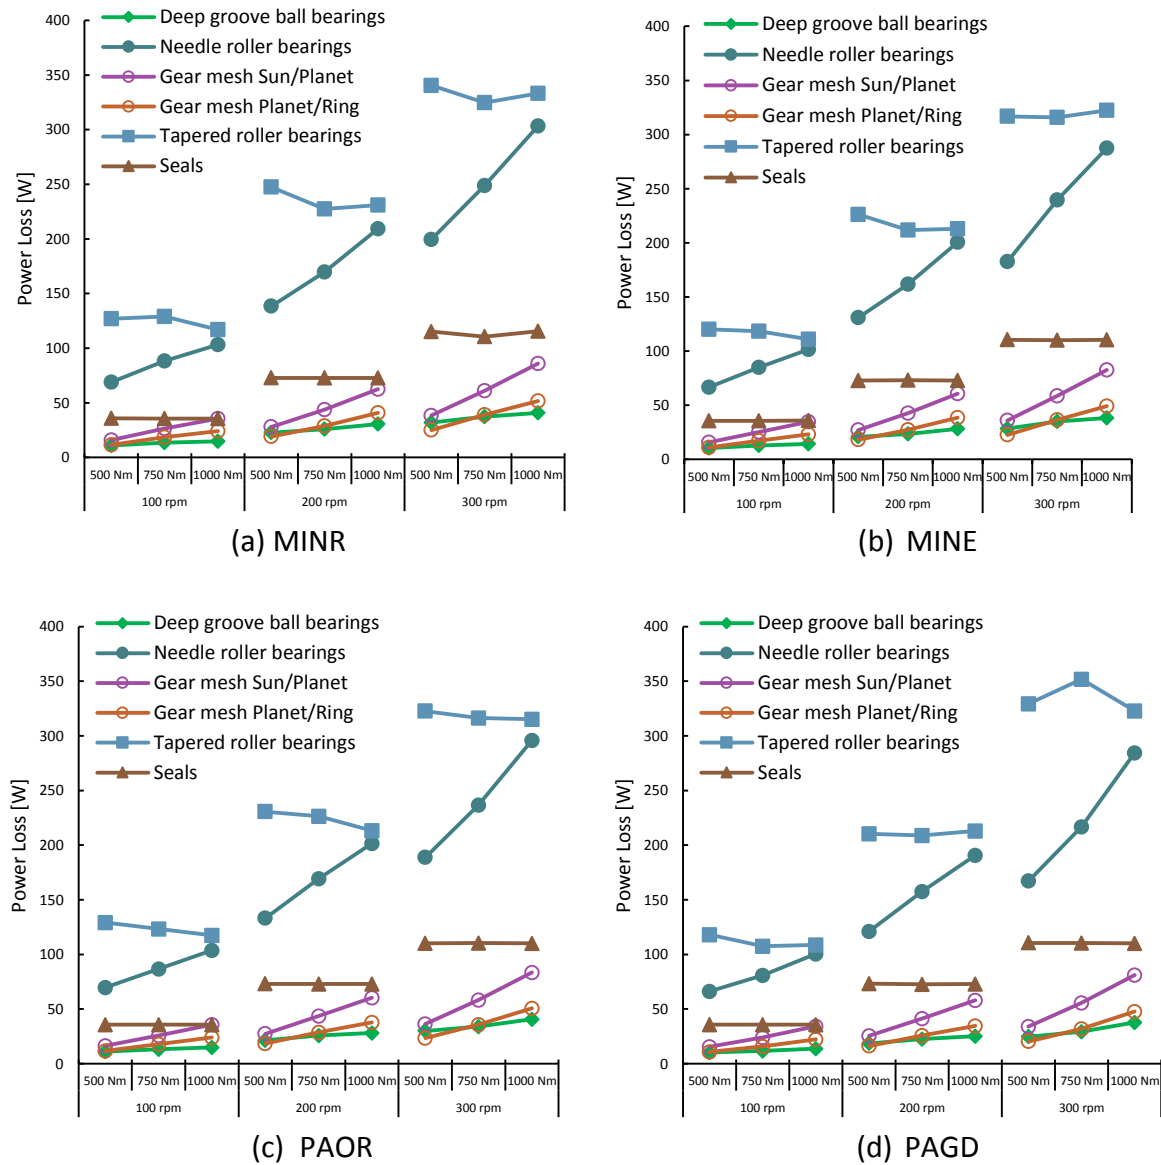 Power Loss [W]
400
350
300
250
200
150
100
50
0
Deep groove ball bearings
Needle roller bearings
Gear mesh Sun/Planet
Gear mesh Planet/Ring
Tapered roller bearings
Seals
500 Nm 750 Nm 1000 Nm 500 Nm 750 Nm 1000 Nm 500 Nm 750 Nm 1000 Nm
100 rpm 200 rpm 300 rpm
(a) MINR
Power Loss [W]
400
350
300
250
200
150
100
50
0
Deep groove ball bearings
Needle roller bearings
Gear mesh Sun/Planet
Gear mesh Planet/Ring
Tapered roller bearings
Seals
500 Nm 750 Nm 1000 Nm 500 Nm 750 Nm 1000 Nm 500 Nm 750 Nm 1000 Nm
100 rpm 200 rpm 300 rpm
(b) MINE
Power Loss [W]
400
350
300
250
200
150
100
50
0
Deep groove ball bearings
Needle roller bearings
Gear mesh Sun/Planet
Gear mesh Planet/Ring
Tapered roller bearings
Seals
500 Nm 750 Nm 1000 Nm 500 Nm 750 Nm 1000 Nm 500 Nm 750 Nm 1000 Nm
100 rpm 200 rpm 300 rpm
(c) PAOR
Power Loss [W]
400
350
300
250
200
150
100
50
0
Deep groove ball bearings
Needle roller bearings
Gear mesh Sun/Planet
Gear mesh Planet/Ring
Tapered roller bearings
Seals
500 Nm 750 Nm 1000 Nm 500 Nm 750 Nm 1000 Nm 500 Nm 750 Nm 1000 Nm
100 rpm 200 rpm 300 rpm
(d) PAGD